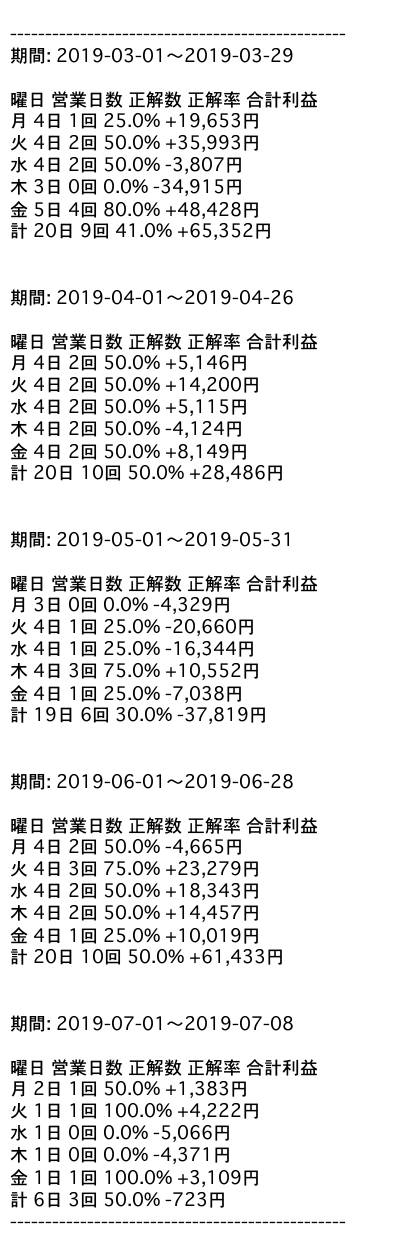 ------------------------------------------------
期間: 2019-03-01〜2019-03-29
曜日 営業日数 正解数 正解率 合計利益
月 4日 1回 25.0% +19,653円
火 4日 2回 50.0% +35,993円
水 4日 2回 50.0% -3,807円
木 3日 0回 0.0% -34,915円
金 5日 4回 80.0% +48,428円
計 20日 9回 41.0% +65,352円
期間: 2019-04-01〜2019-04-26
曜日 営業日数 正解数 正解率 合計利益
月 4日 2回 50.0% +5,146円
火 4日 2回 50.0% +14,200円
水 4日 2回 50.0% +5,115円
木 4日 2回 50.0% -4,124円
金 4日 2回 50.0% +8,149円
計 20日 10回 50.0% +28,486円
期間: 2019-05-01〜2019-05-31
曜日 営業日数 正解数 正解率 合計利益
月 3日 0回 0.0% -4,329円
火 4日 1回 25.0% -20,660円
水 4日 1回 25.0% -16,344円
木 4日 3回 75.0% +10,552円
金 4日 1回 25.0% -7,038円
計 19日 6回 30.0% -37,819円
期間: 2019-06-01〜2019-06-28
曜日 営業日数 正解数 正解率 合計利益
月 4日 2回 50.0% -4,665円
火 4日 3回 75.0% +23,279円
水 4日 2回 50.0% +18,343円
木 4日 2回 50.0% +14,457円
金 4日 1回 25.0% +10,019円
計 20日 10回 50.0% +61,433円
期間: 2019-07-01〜2019-07-08
曜日 営業日数 正解数 正解率 合計利益
月 2日 1回 50.0% +1,383円
火 1日 1回 100.0% +4,222円
水 1日 0回 0.0% -5,066円
木 1日 0回 0.0% -4,371円
金 1日 1回 100.0% +3,109円
計 6日 3回 50.0% -723円
------------------------------------------------